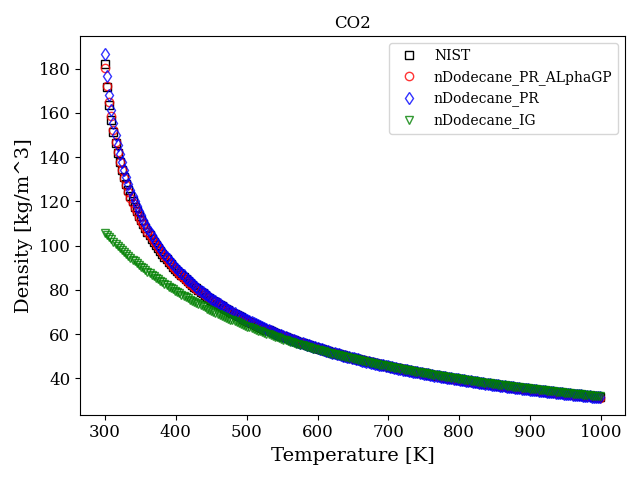 CO2
NIST
nDodecane_PR_ALphaGP
nDodecane_PR
nDodecane_IG
Density [kg/m^3]
180
160
140
120
100
80
60
40
300 400 500 600 700 800 900 1000
Temperature [K]